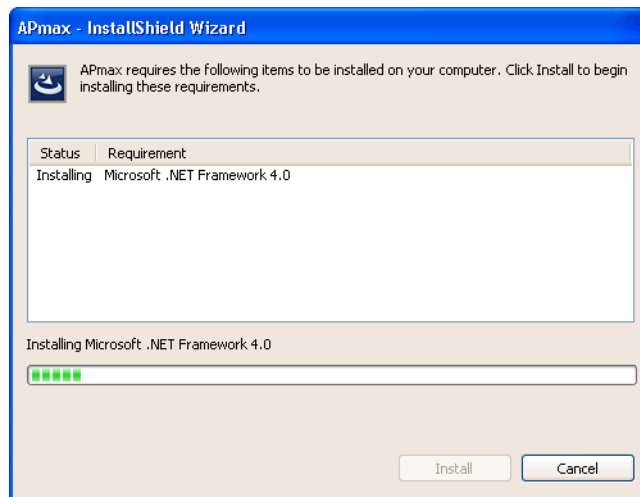 APmax - InstallShield Wizard
APmax requires the following items to be installed on your computer. Click Install to begin
installing these requirements.
Status Requirement
Installing Microsoft .NET Framework 4.0
Installing Microsoft .NET Framework 4.0
Install Cancel